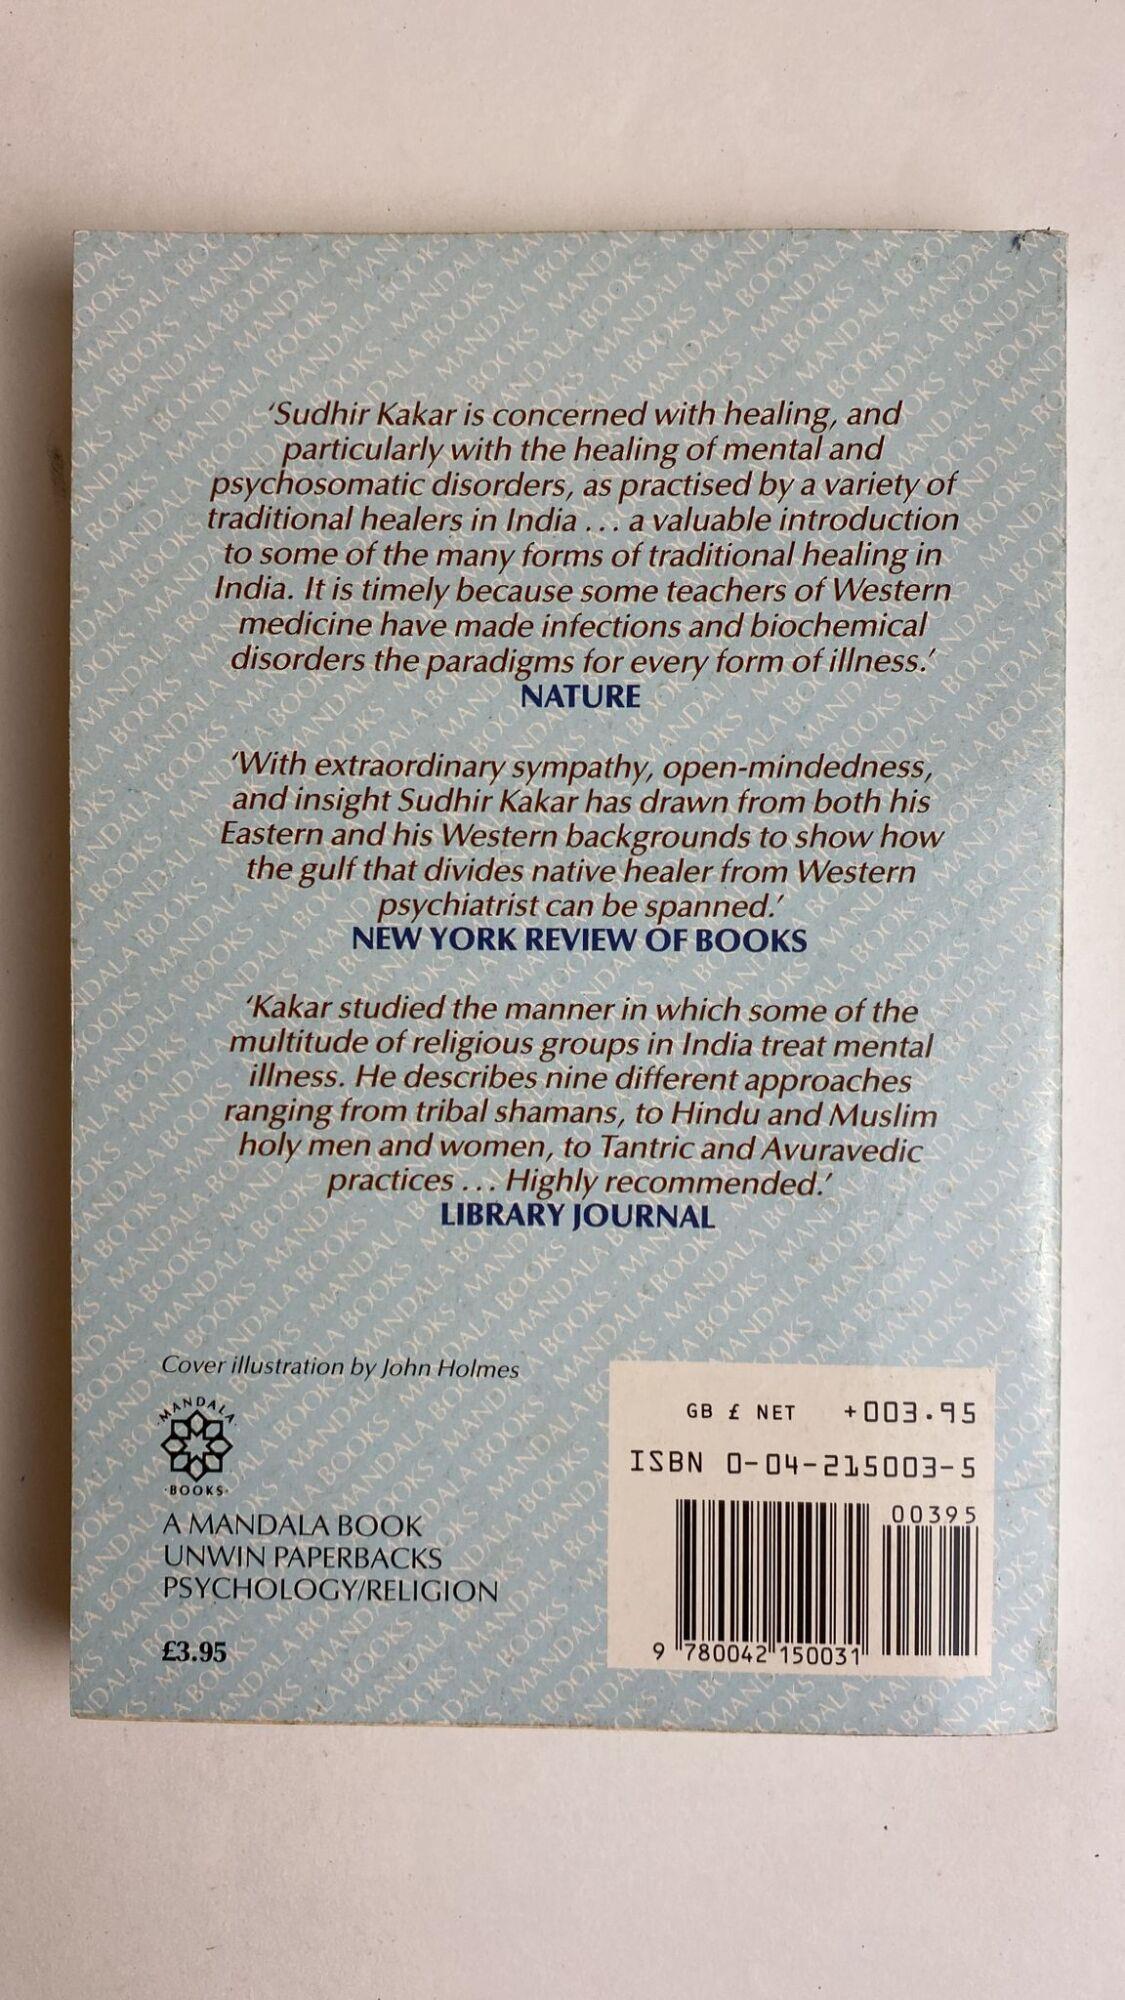 'Sudhir Kakar is concerned with healing, and
particularly with the healing of mental and
psychosomatic disorders, as practised by a variety of
traditional healers in India ... a valuable introduction
to some of the many forms of traditional healing in
India. It is timely because some teachers of Western
medicine have made infections and biochemical
disorders the paradigms for every form of illness.'
NATURE
'With extraordinary sympathy, open-mindedness,
and insight Sudhir Kakar has drawn from both his
Eastern and his Western backgrounds to show how
the gulf that divides native healer from Western
psychiatrist can be spanned.'
NEW YORK REVIEW OF BOOKS
'Kakar studied the manner in which some of the
multitude of religious groups in India treat mental
illness. He describes nine different approaches
ranging from tribal shamans, to Hindu and Muslim
holy men and women, to Tantric and Avuravedic
practices ... Highly recommended.'
LIBRARY JOURNAL
Cover illustration by John Holmes
·MANDALA·
·BOOKS·
A MANDALA BOOK
UNWIN PAPERBACKS
PSYCHOLOGY/RELIGION
£3.95
GB £ NET +003.95
ISBN 0-04-215003-5
00395
9 780042 150031